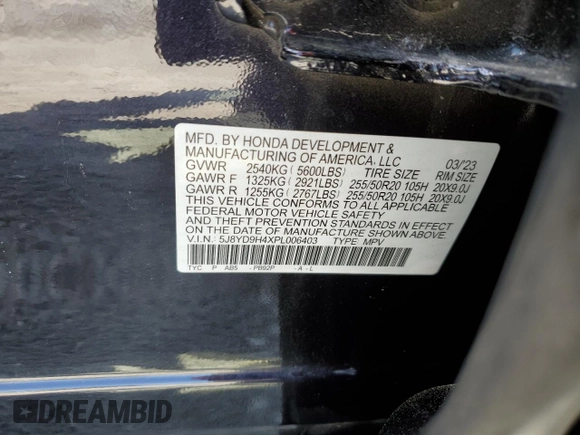 MFD. BY HONDA DEVELOPMENT &
MANUFACTURING OF AMERICA, LLC 03/23
GVWR 2540KG ( 5600LBS) TIRE SIZE RIM SIZE
GAWR F 1325KG ( 2921LBS) 255/50R20 105H 20X9.0J
GAWR R 1255KG ( 2767LBS) 255/50R20 105H 20X9.0J
THIS VEHICLE CONFORMS TO ALL APPLICABLE
FEDERAL MOTOR VEHICLE SAFETY
AND THEFT PREVENTION STANDARDS IN EFFECT
ON THE DATE OF MANUFACTURE SHOWN ABOVE.
V.I.N.: 5J8YD9H4XPL006403 TYPE MPV
TYC P AB5 - PB92P - A - L
DREAMBID